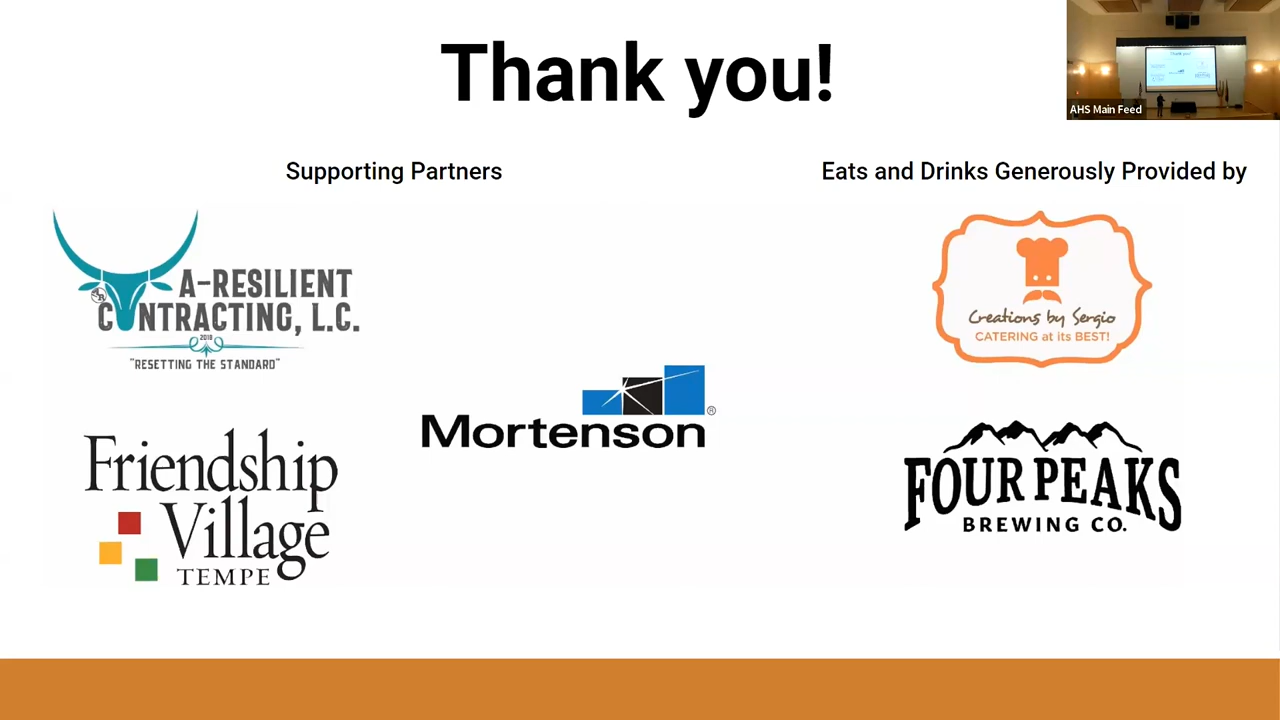 Thank you!
AHS Main Feed
Supporting Partners
Eats and Drinks Generously Provided by
A-RESILIENT
CONTRACTING, L.C.
2018
"RESETTING THE STANDARD"
Creations by Sergio
CATERING at its BEST!
Mortenson®
Friendship
Village
TEMPE
FOUR PEAKS
BREWING CO.